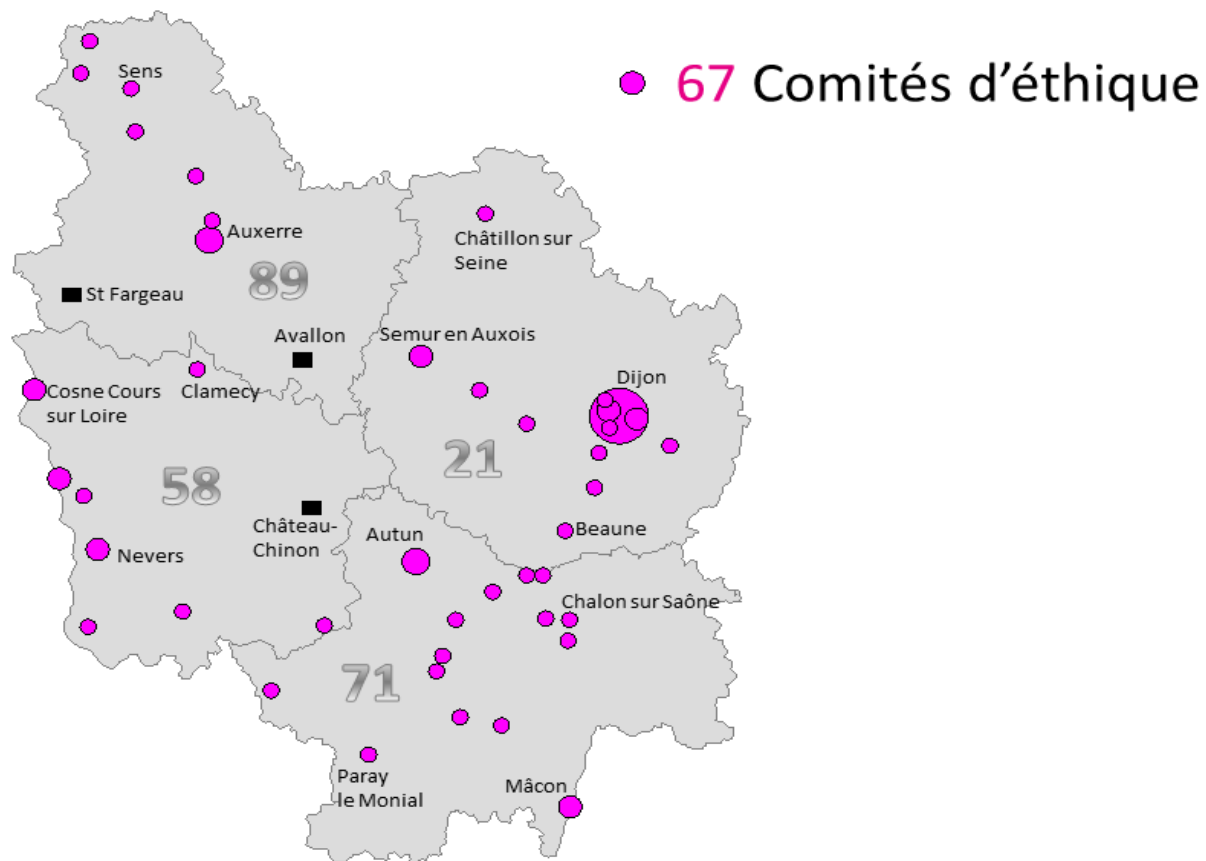 67 Comités d'éthique
Sens
Auxerre
Châtillon sur
Seine
89
St Fargeau
Avallon
Semur en Auxois
Dijon
Cosne Cours
sur Loire
Clamecy
21
58
Château-
Chinon
Autun
Beaune
Nevers
Chalon sur Saône
71
Paray
le Monial
Mâcon